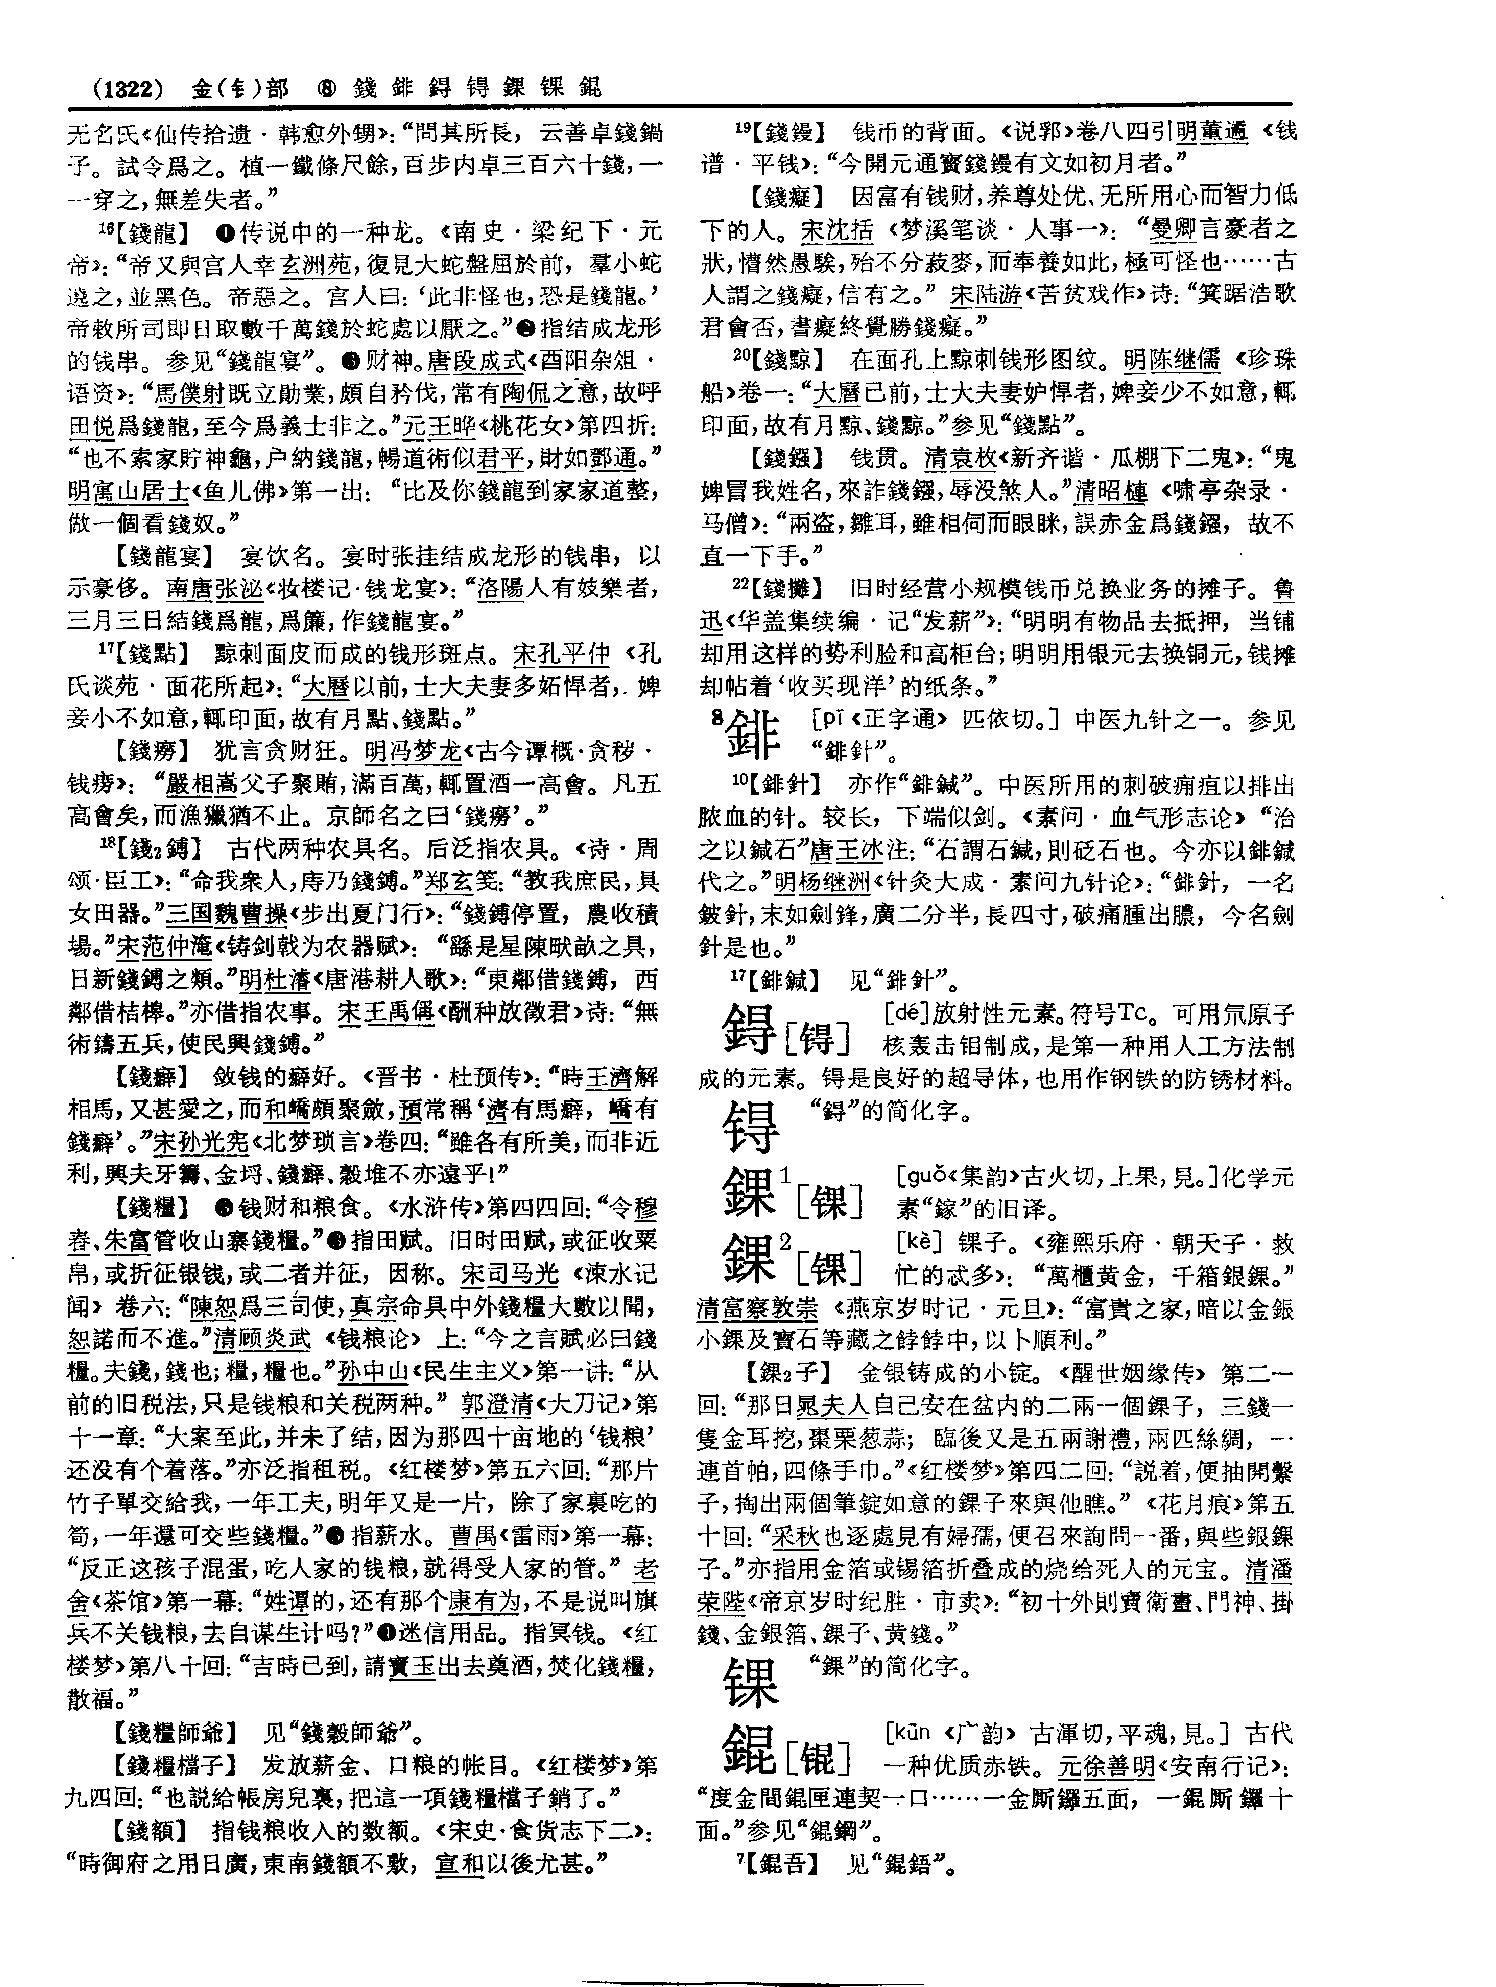 (1322) 金(钅)部 ⑧ 錢 錍 鍀 锝 錁 锞 錕
无名氏《仙传拾遗·韩愈外甥》:“問其所長,云善卓錢鍋
子。試令爲之。植一鐵條尺餘,百步内卓三百六十錢,一
一穿之,無差失者。”
16【錢龍】 ❶传说中的一种龙。《南史·梁纪下·元
帝》:“帝又與宫人幸玄洲苑,復見大蛇盤屈於前,羣小蛇
遶之,並黑色。帝惡之。宫人曰:‘此非怪也,恐是錢龍。’
帝敕所司即日取數千萬錢於蛇處以厭之。”❷指结成龙形
的钱串。参见“錢龍宴”。❸财神。唐段成式《酉阳杂俎·
语资》:“馬僕射既立勛業,頗自矜伐,常有陶侃之意,故呼
田悦爲錢龍,至今爲義士非之。”元王晔《桃花女》第四折:
“也不索家貯神龜,户納錢龍,暢道術似君平,財如鄧通。”
明寓山居士《鱼儿佛》第一出:“比及你錢龍到家家道整,
做一個看錢奴。”
【錢龍宴】 宴饮名。宴时张挂结成龙形的钱串,以
示豪侈。南唐张泌《妆楼记·钱龙宴》:“洛陽人有妓樂者,
三月三日結錢爲龍,爲簾,作錢龍宴。”
17【錢點】 黥刺面皮而成的钱形斑点。宋孔平仲《孔
氏谈苑·面花所起》:“大曆以前,士大夫妻多妬悍者,婢
妾小不如意,輒印面,故有月點、錢點。”
【錢癆】 犹言贪财狂。明冯梦龙《古今谭概·贪秽·
钱痨》:“嚴相嵩父子聚賄,滿百萬,輒置酒一高會。凡五
高會矣,而漁獵猶不止。京師名之曰‘錢癆’。”
18【錢2鎛】 古代两种农具名。后泛指农具。《诗·周
颂·臣工》:“命我衆人,庤乃錢鎛。”郑玄笺:“教我庶民,具
女田器。”三国魏曹操《步出夏门行》:“錢鎛停置,農收積
場。”宋范仲淹《铸剑戟为农器赋》:“繇是星陳畎畝之具,
日新錢鎛之類。”明杜濬《唐港耕人歌》:“東鄰借錢鎛,西
鄰借桔橰。”亦借指农事。宋王禹偁《酬种放徵君》诗:“無
術鑄五兵,使民興錢鎛。”
【錢癖】 敛钱的癖好。《晋书·杜预传》:“時王濟解
相馬,又甚愛之,而和嶠頗聚斂,預常稱‘濟有馬癖,嶠有
錢癖’。”宋孙光宪《北梦琐言》卷四:“雖各有所美,而非近
利,與夫牙籌、金埒、錢癖、穀堆不亦遠乎!”
【錢糧】 ❶钱财和粮食。《水浒传》第四四回:“令穆
春、朱富管收山寨錢糧。”❷指田赋。旧时田赋,或征收粟
帛,或折征银钱,或二者并征,因称。宋司马光《涑水记
闻》卷六:“陳恕爲三司使,真宗命具中外錢糧大數以聞,
恕諾而不進。”清顾炎武《钱粮论》上:“今之言賦必曰錢
糧。夫錢,錢也;糧,糧也。”孙中山《民生主义》第一讲:“从
前的旧税法,只是钱粮和关税两种。”郭澄清《大刀记》第
十一章:“大案至此,并未了结,因为那四十亩地的‘钱粮’
还没有个着落。”亦泛指租税。《红楼梦》第五六回:“那片
竹子單交給我,一年工夫,明年又是一片,除了家裏吃的
笱,一年還可交些錢糧。”❸指薪水。曹禺《雷雨》第一幕:
“反正这孩子混蛋,吃人家的钱粮,就得受人家的管。”老
舍《茶馆》第一幕:“姓谭的,还有那个康有为,不是说叫旗
兵不关钱粮,去自谋生计吗?”❹迷信用品。指冥钱。《红
楼梦》第八十回:“吉時已到,請寶玉出去奠酒,焚化錢糧,
散福。”
【錢糧師爺】 见“錢穀師爺”。
【錢糧檔子】 发放薪金、口粮的帐目。《红楼梦》第
九四回:“也説給帳房兒裏,把這一項錢糧檔子銷了。”
【錢額】 指钱粮收入的数额。《宋史·食货志下二》:
“時御府之用日廣,東南錢額不敷,宣和以後尤甚。”
19【錢鏝】 钱币的背面。《说郛》卷八四引明董遹《钱
谱·平钱》:“今開元通寳錢鏝有文如初月者。”
【錢癡】 因富有钱财,养尊处优、无所用心而智力低
下的人。宋沈括《梦溪笔谈·人事一》:“曼卿言豪者之
狀,懵然愚騃,殆不分菽麥,而奉養如此,極可怪也……古
人謂之錢癡,信有之。”宋陆游《苦贫戏作》诗:“箕踞浩歌
君會否,書癡終覺勝錢癡。”
20【錢黥】 在面孔上黥刺钱形图纹。明陈继儒《珍珠
船》卷一:“大曆已前,士大夫妻妒悍者,婢妾少不如意,輒
印面,故有月黥、錢黥。”参见“錢點”。
【錢鏹】 钱贯。清袁枚《新齐谐·瓜棚下二鬼》:“鬼
婢冒我姓名,來詐錢鏹,辱没煞人。”清昭槤《啸亭杂录·
马僧》:“兩盗,雛耳,雖相伺而眼眯,誤赤金爲錢鏹,故不
直一下手。”
22【錢攤】 旧时经营小规模钱币兑换业务的摊子。鲁
迅《华盖集续编·记“发薪”》:“明明有物品去抵押,当铺
却用这样的势利脸和高柜台;明明用银元去换铜元,钱摊
却帖着‘收买现洋’的纸条。”
8錍 [pī《正字通》匹依切。]中医九针之一。参见
“錍針”。
10【錍針】 亦作“錍鍼”。中医所用的刺破痈疽以排出
脓血的针。较长,下端似剑。《素问·血气形志论》“治
之以鍼石”唐王冰注:“石謂石鍼,則砭石也。今亦以錍鍼
代之。”明杨继洲《针灸大成·素问九针论》:“錍針,一名
鈹針,末如劍鋒,廣二分半,長四寸,破痛腫出膿,今名劍
針是也。”
17【錍鍼】 见“錍針”。
鍀[锝] [dé]放射性元素。符号Tc。可用氘原子
核轰击钼制成,是第一种用人工方法制
成的元素。锝是良好的超导体,也用作钢铁的防锈材料。
锝 “鍀”的简化字。
錁1[锞] [guǒ《集韵》古火切,上果,見。]化学元
素“鎵”的旧译。
錁2[锞] [kè] 锞子。《雍熙乐府·朝天子·救
忙的忒多》:“萬櫃黄金,千箱銀錁。”
清富察敦崇《燕京岁时记·元旦》:“富貴之家,暗以金銀
小錁及寶石等藏之餑餑中,以卜順利。”
【錁2子】 金银铸成的小锭。《醒世姻缘传》第二一
回:“那日晁夫人自己安在盆内的二兩一個錁子,三錢一
隻金耳挖,棗栗葱蒜;臨後又是五兩謝禮,兩匹絲綢,一
連首帕,四條手巾。”《红楼梦》第四二回:“説着,便抽開繫
子,掏出兩個筆錠如意的錁子來與他瞧。”《花月痕》第五
十回:“采秋也逐處見有婦孺,便召來詢問一番,與些銀錁
子。”亦指用金箔或锡箔折叠成的烧给死人的元宝。清潘
荣陛《帝京岁时纪胜·市卖》:“初十外則賣衛畫、門神、掛
錢、金銀箔、錁子、黄錢。”
锞 “錁”的简化字。
錕[锟] [kūn《广韵》古渾切,平魂,見。]古代
一种优质赤铁。元徐善明《安南行记》:
“度金間錕匣連契一口……一金厮鑼五面,一錕厮鑼十
面。”参见“錕鋼”。
7【錕吾】 见“錕鋙”。